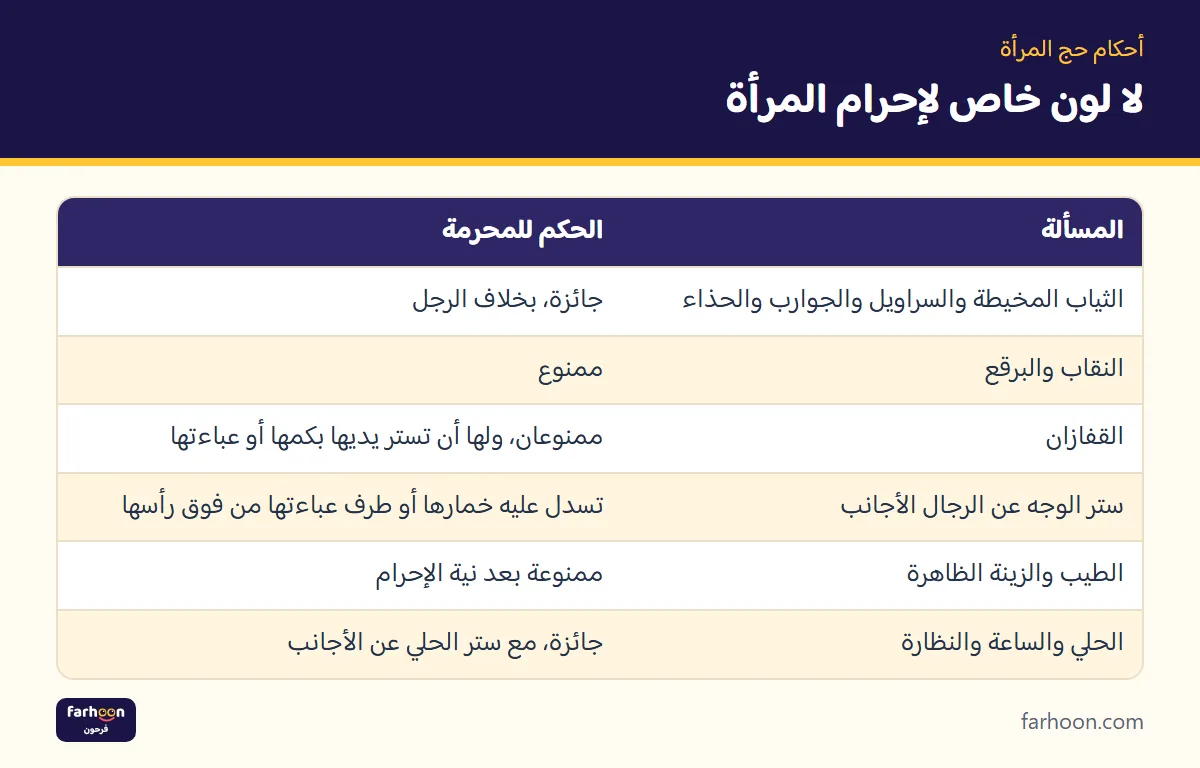 أحكام حج المرأة
لا لون خاص لإحرام المرأة
المسألة الحكم للمحرمة
الثياب المخيطة والسراويل والجوارب والحذاء جائزة، بخلاف الرجل
النقاب والبرقع ممنوع
القفازان ممنوعان، ولها أن تستر يديها بكمها أو عباءتها
ستر الوجه عن الرجال الأجانب تسدل عليه خمارها أو طرف عباءتها من فوق رأسها
الطيب والزينة الظاهرة ممنوعة بعد نية الإحرام
الحلي والساعة والنظارة جائزة، مع ستر الحلي عن الأجانب
farhoon.com
farhoon
فرحون